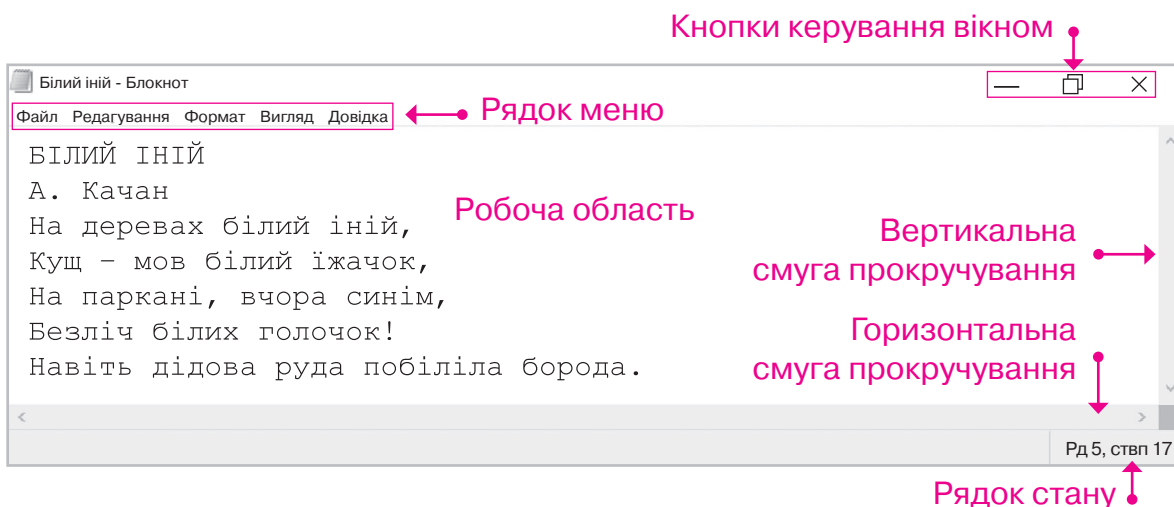 Кнопки керування вікном
Білий іній - Блокнот
Файл Редагування Формат Вигляд Довідка
Рядок меню
БІЛИЙ ІНІЙ
А. Качан
На деревах білий іній,
Кущ – мов білий їжачок,
На паркані, вчора синім,
Безліч білих голочок!
Навіть дідова руда побіліла борода.
Робоча область
Вертикальна
смуга прокручування
Горизонтальна
смуга прокручування
Рд 5, ствп 17
Рядок стану